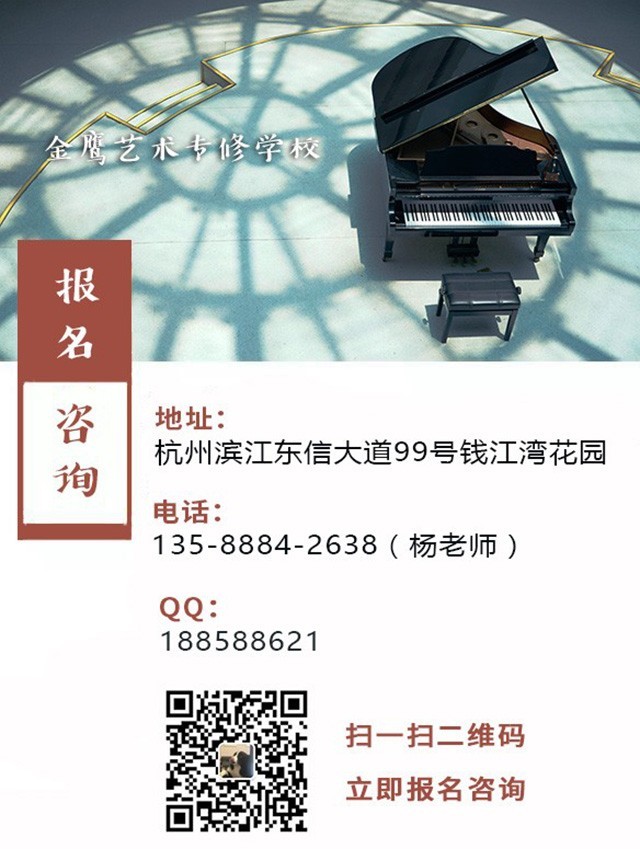 金鹰艺术专修学校
报名
咨询
地址：
杭州滨江东信大道99号钱江湾花园
电话：
135-8884-2638（杨老师）
QQ：
188588621
扫一扫二维码
立即报名咨询